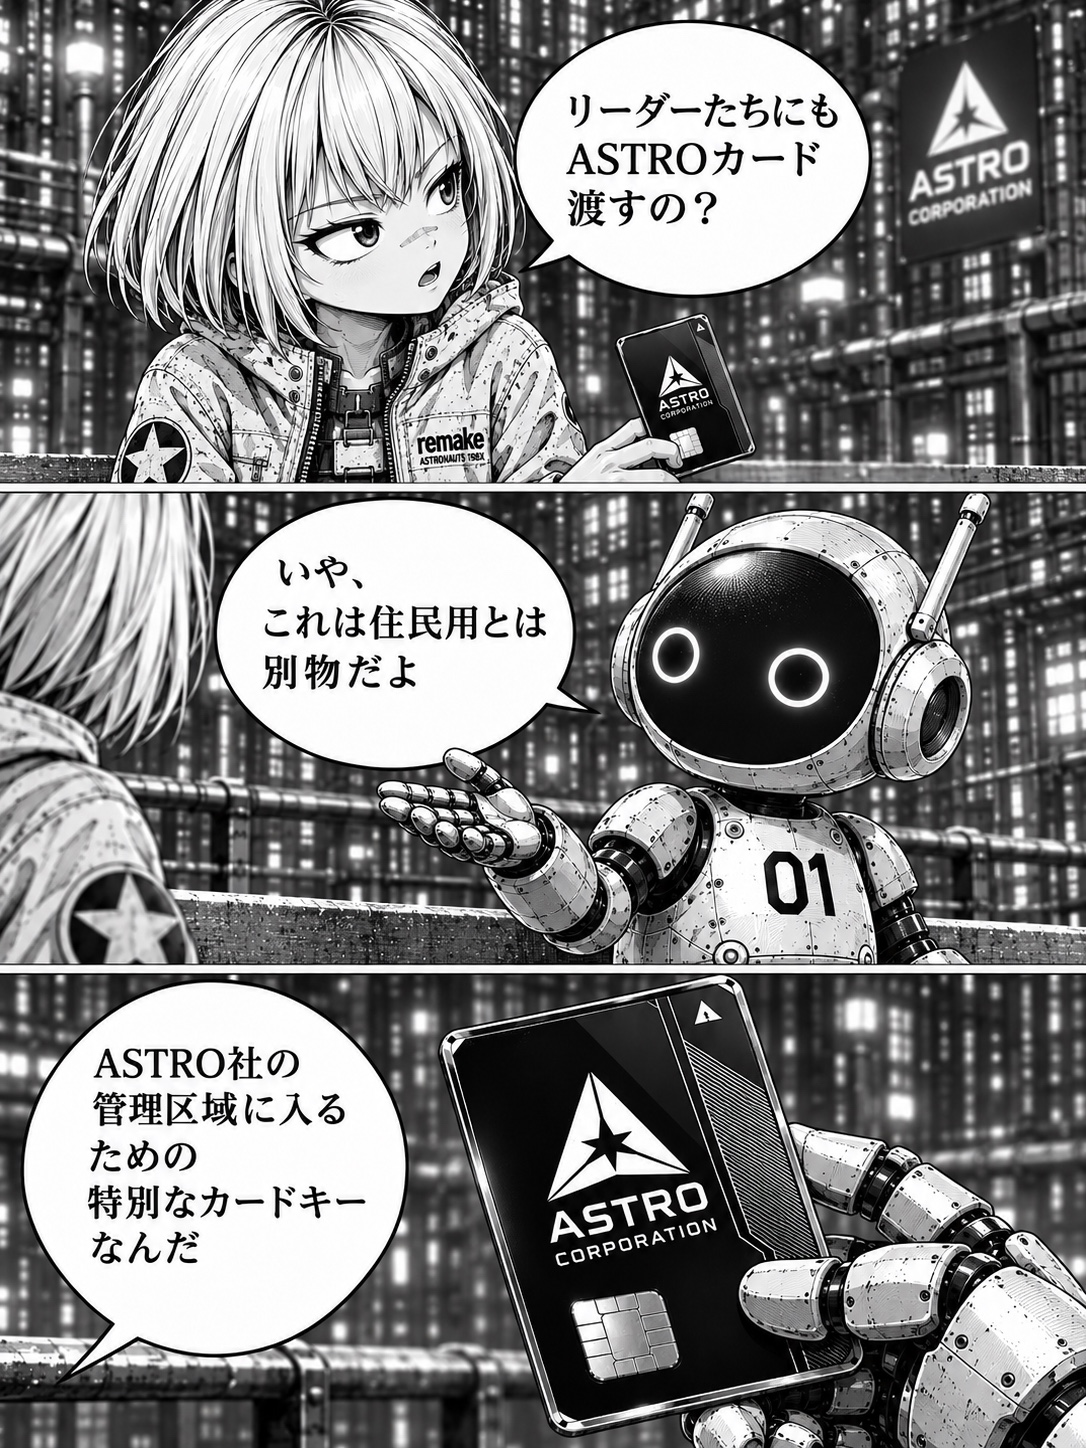 リーダーたちにも
ASTROカード
渡すの？
ASTRO
CORPORATION
ASTRO
CORPORATION
remake
ASTRONAUTS 198X
いや、
これは住民用とは
別物だよ
01
ASTRO社の
管理区域に入る
ための
特別なカードキー
なんだ
ASTRO
CORPORATION